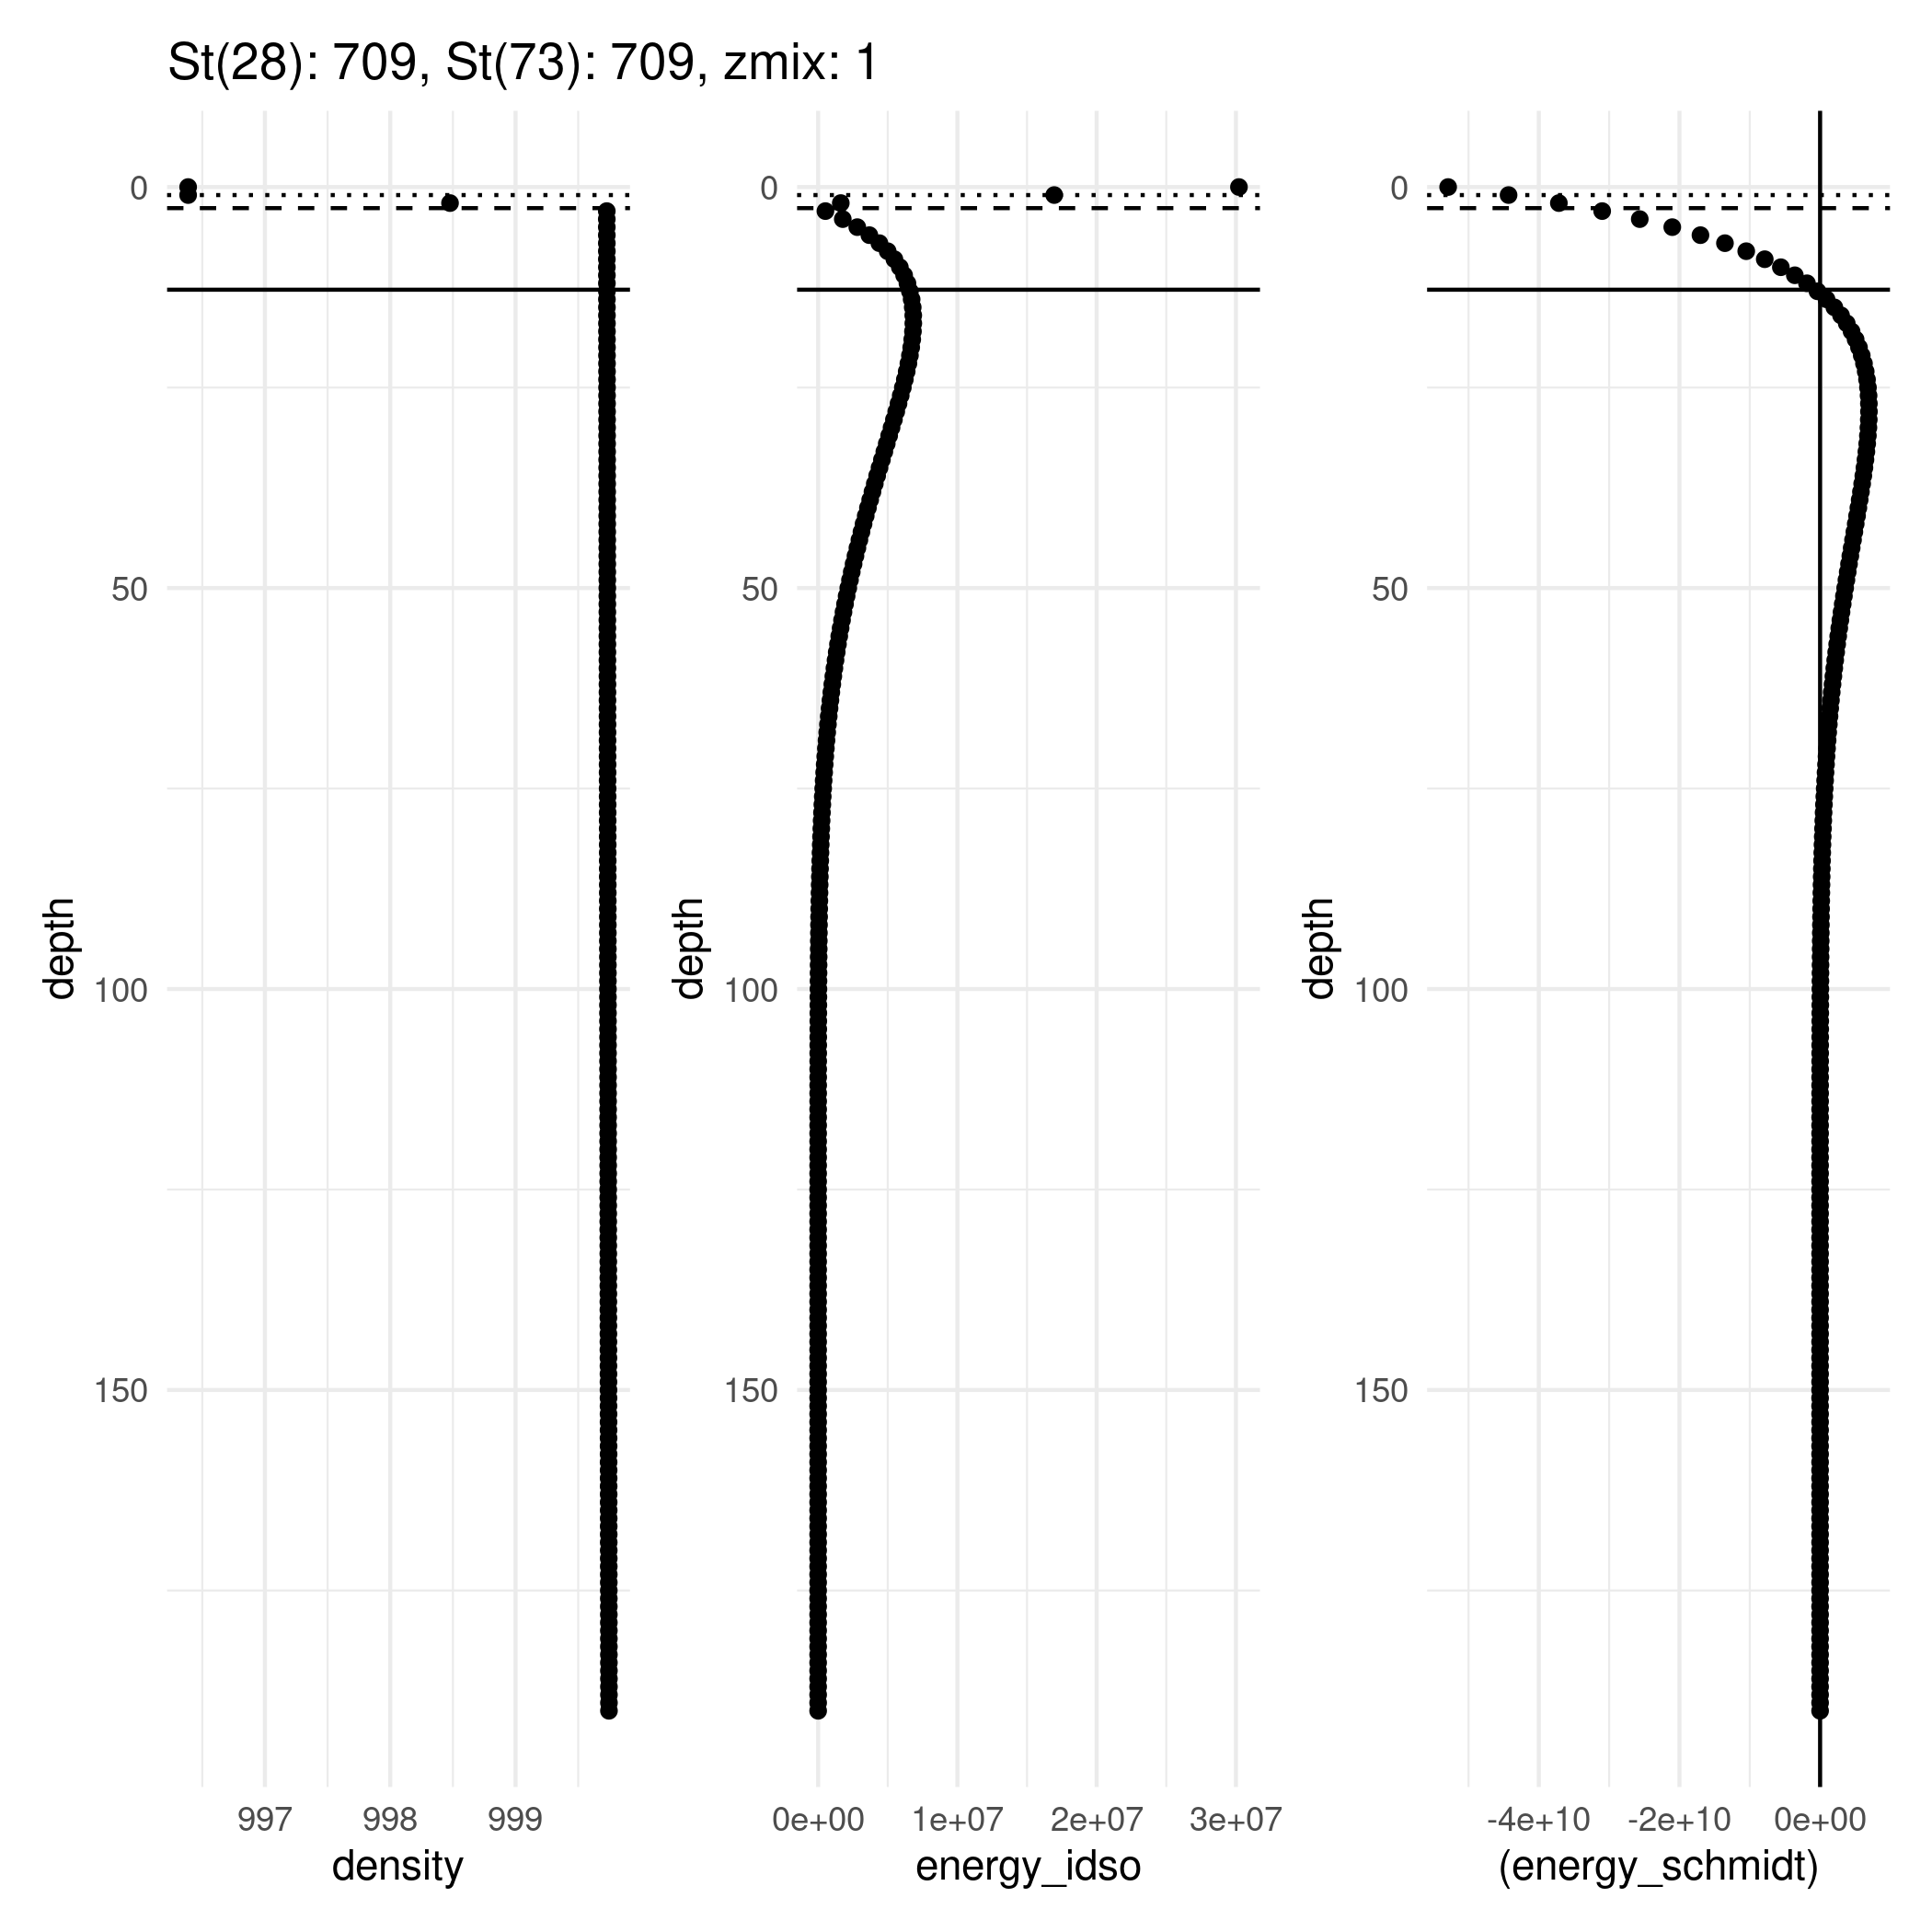 St(28): 709, St(73): 709, zmix: 1
depth
0
50
100
150
997
998
999
density
depth
0
50
100
150
0e+00
1e+07
2e+07
3e+07
energy_idso
depth
0
50
100
150
-4e+10
-2e+10
0e+00
(energy_schmidt)